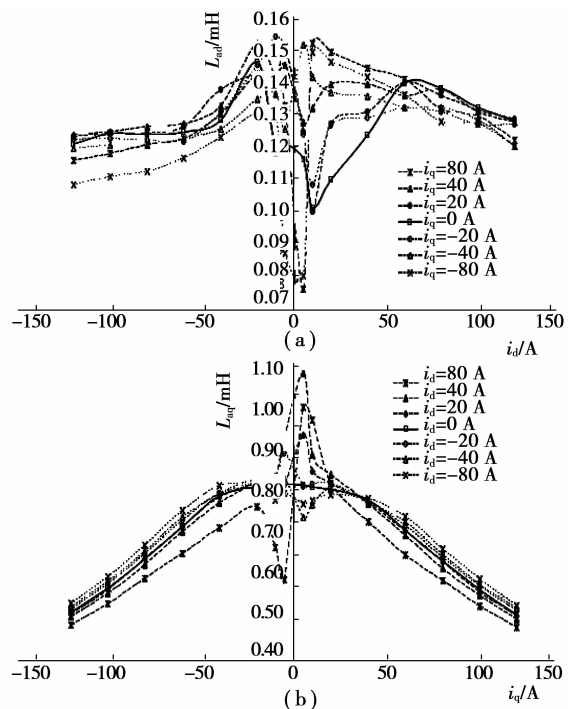 L_ad/mH
0.16
0.15
0.14
0.13
0.12
0.11
0.10
0.09
0.08
0.07
i_q=80 A
i_q=40 A
i_q=20 A
i_q=0 A
i_q=-20 A
i_q=-40 A
i_q=-80 A
-150 -100 -50 0 50 100 150
(a)
i_d/A
L_aq/mH
1.10
1.00
0.90
0.80
0.70
0.60
0.50
0.40
i_d=80 A
i_d=40 A
i_d=20 A
i_d=0 A
i_d=-20 A
i_d=-40 A
i_d=-80 A
-150 -100 -50 0 50 100 150
(b)
i_q/A